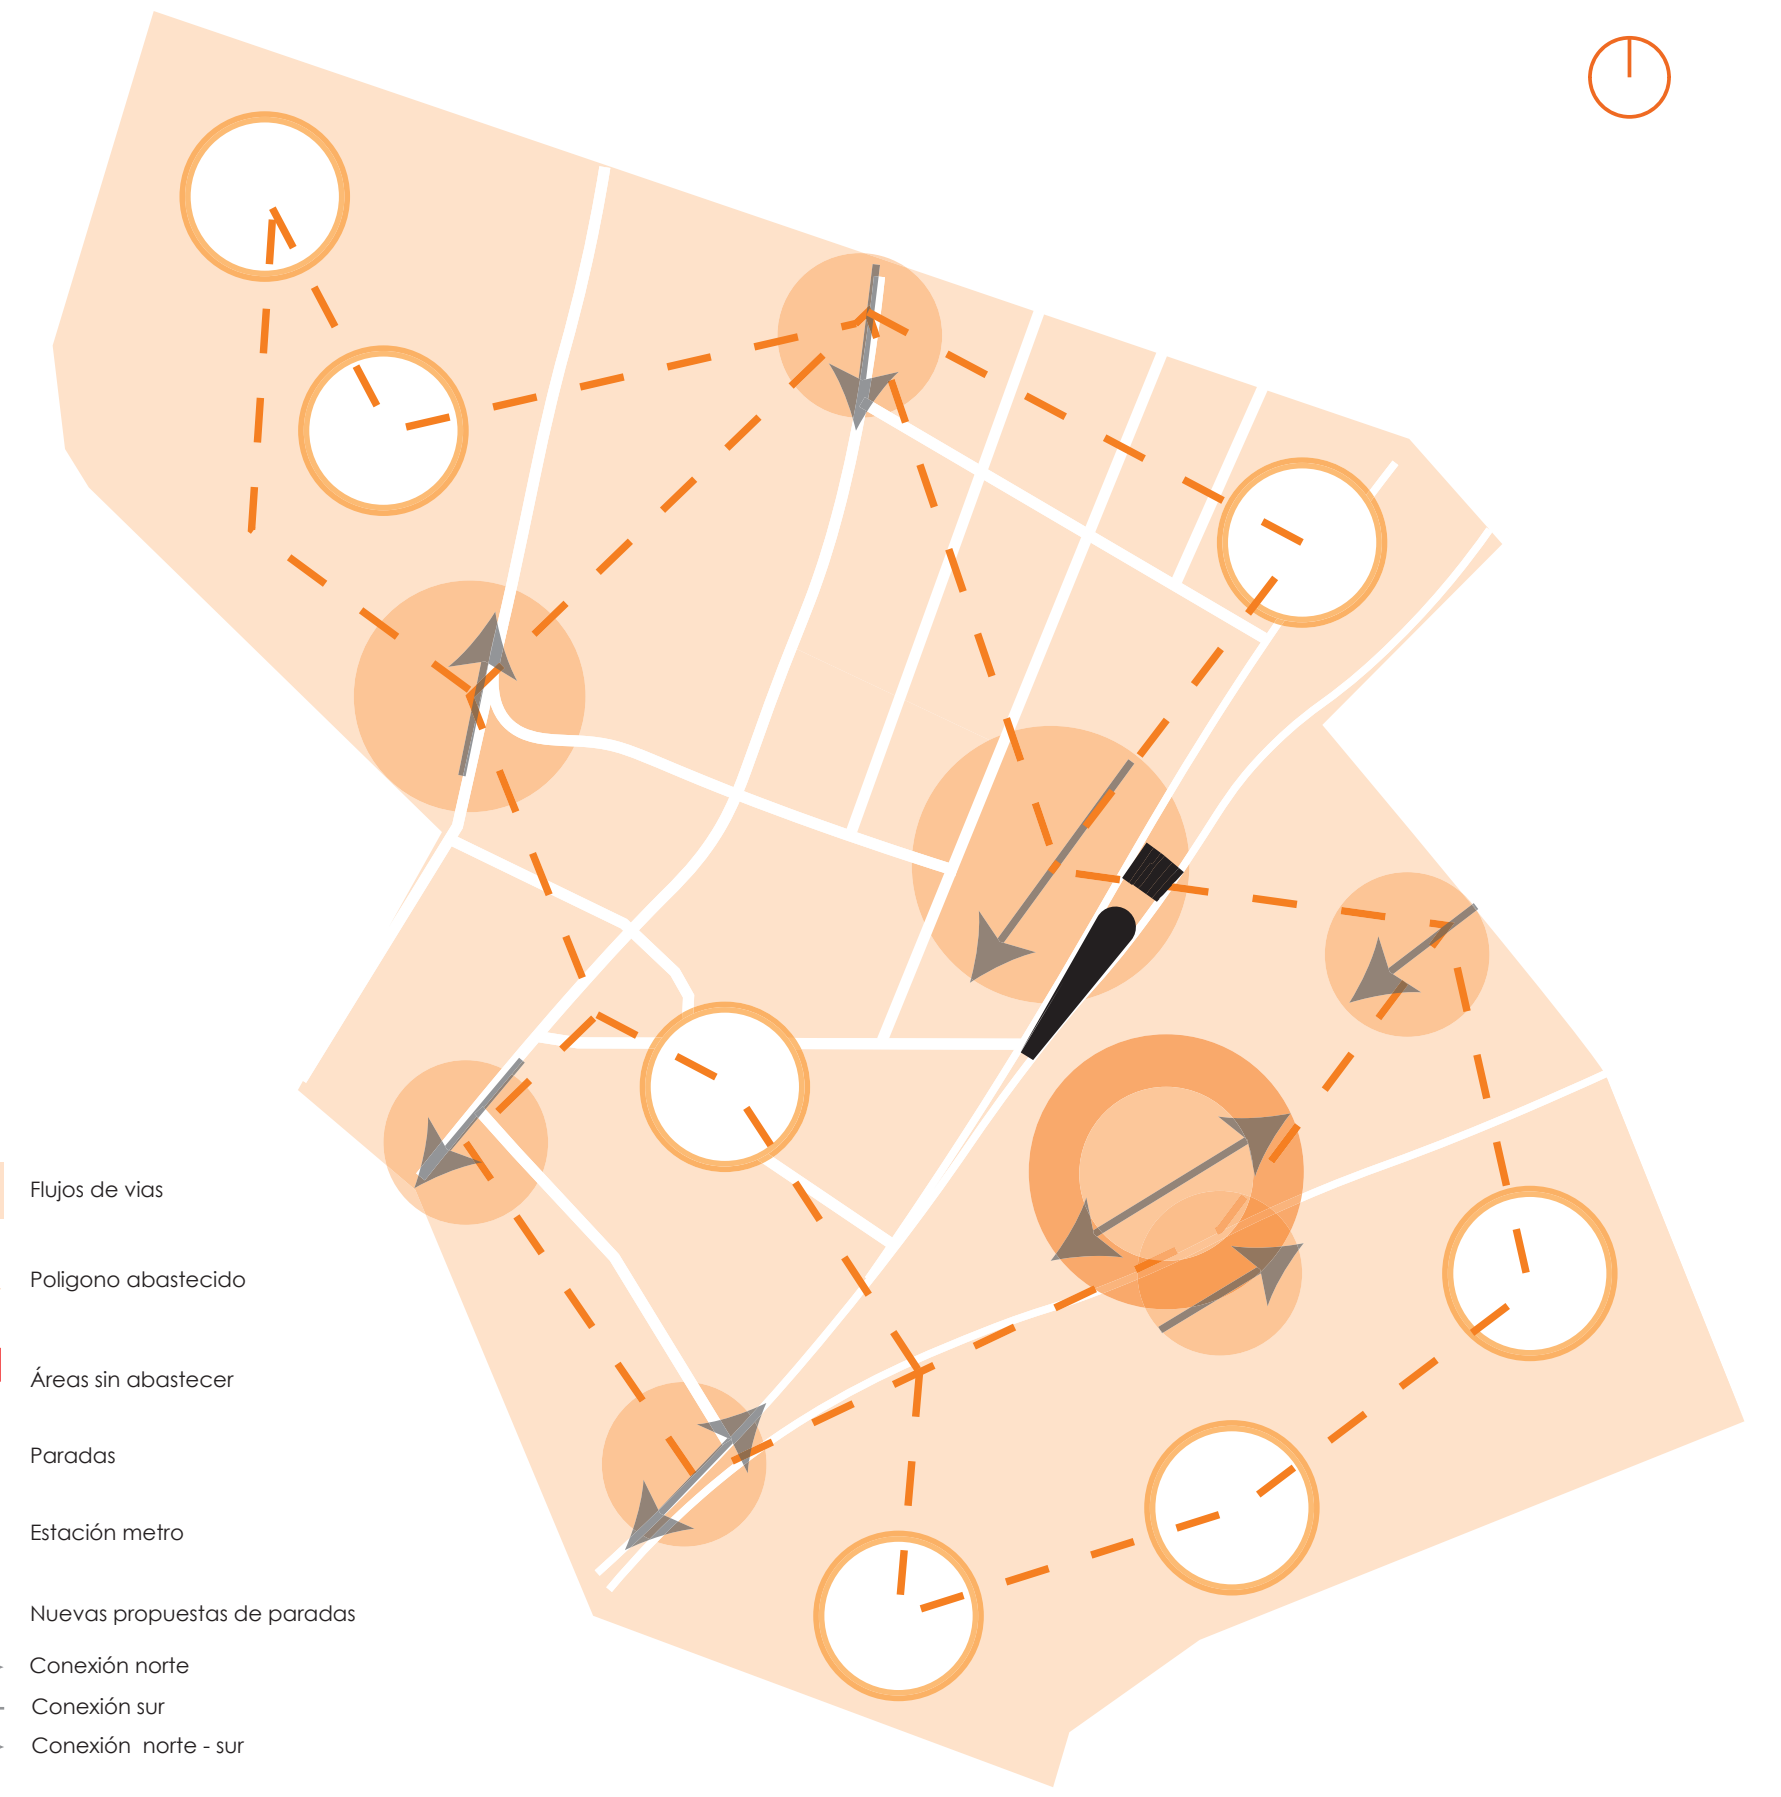 Flujos de vias
Poligono abastecido
Áreas sin abastecer
Paradas
Estación metro
Nuevas propuestas de paradas
Conexión norte
Conexión sur
Conexión  norte - sur